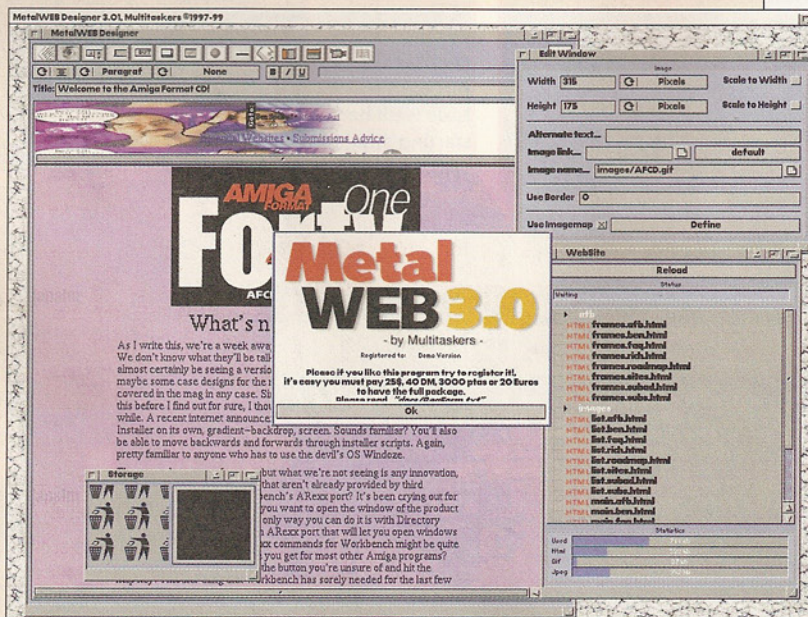 MetalWEB Designer 3.01, Multitaskers ©1997-99
MetalWEB Designer
Paragraf
None
B / U
Title: Welcome to the Amiga Format CD!
Websites • Submissions Advice
AMIGA
FORMAT
One
AFCD
What's n
As I write this, we're a week away
We don't know what they'll be talk
almost certainly be seeing a version
maybe some case designs for the n
covered in the mag in any case. Sin
this before I find out for sure, I thou
while. A recent internet announce
Installer on its own, gradient-backdrop, screen. Sounds familiar? You'll also
be able to move backwards and forwards through installer scripts. Again,
pretty familiar to anyone who has to use the devil's OS Windoze.
but what we're not seeing is any innovation,
that aren't already provided by third
bench's ARexx port? It's been crying out for
you want to open the window of the product
only way you can do it is with Directory
ARexx port that will let you open windows
xx commands for Workbench might be quite
you get for most other Amiga programs?
the button you're unsure of and hit the
rkbench has sorely needed for the last few
Storage
Metal
WEB 3.0
- by Multitaskers -
Registered to: Demo Version
Please if you like this program try to register it!,
it's easy you must pay 25$, 40 DM, 3000 ptas or 20 Euros
to have the full package.
Please read "docs/RegForm.txt"
Ok
Edit Window
Image
Width 315 Pixels Scale to Width
Height 175 Pixels Scale to Height
Alternate text...
Image link... default
Image name... images/AFCD.gif
Use Border 0
Use Imagemap Define
WebSite
Reload
Status
Waiting
afb
HTML frames.afb.html
HTML frames.ben.html
HTML frames.faq.html
HTML frames.rich.html
HTML frames.roadmap.html
HTML frames.sites.html
HTML frames.subad.html
HTML frames.subs.html
images
HTML list.afb.html
HTML list.ben.html
HTML list.faq.html
HTML list.rich.html
HTML list.roadmap.html
HTML list.sites.html
HTML list.subad.html
HTML list.subs.html
HTML main.afb.html
HTML main.ben.html
HTML main.faq.html
Statistics
Used
Html
Gif
Jpeg